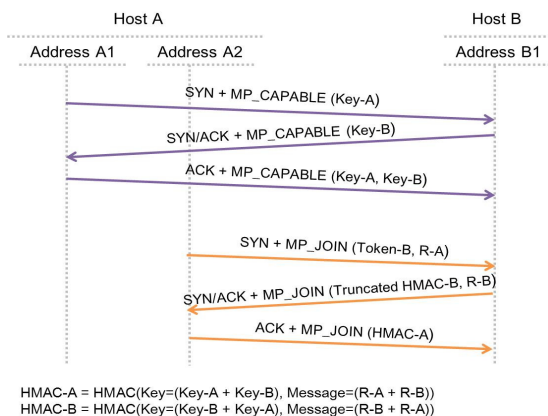 Host A Host B
Address A1 Address A2 Address B1
SYN + MP_CAPABLE (Key-A)
SYN/ACK + MP_CAPABLE (Key-B)
ACK + MP_CAPABLE (Key-A, Key-B)
SYN + MP_JOIN (Token-B, R-A)
SYN/ACK + MP_JOIN (Truncated HMAC-B, R-B)
ACK + MP_JOIN (HMAC-A)
HMAC-A = HMAC(Key=(Key-A + Key-B), Message=(R-A + R-B))
HMAC-B = HMAC(Key=(Key-B + Key-A), Message=(R-B + R-A))